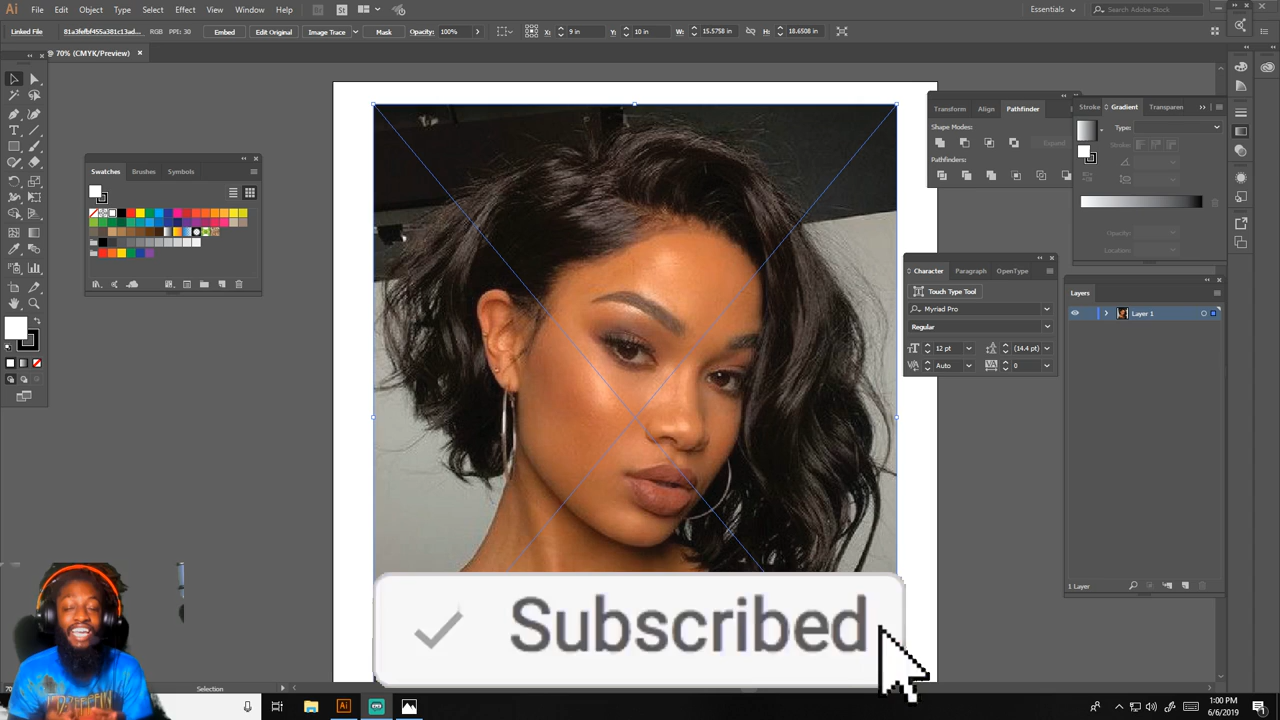 Ai File Edit Object Type Select Effect View Window Help Br St Essentials Search Adobe Stock
Linked File 81a3fefbf455a381c13ad... RGB PPI: 30 Embed Edit Original Image Trace Mask Opacity: 100% X: 9 in Y: 10 in W: 15.5758 in H: 18.6508 in
@ 70% (CMYK/Preview)
Transform Align Pathfinder
Shape Modes:
Expand
Pathfinders:
Stroke Gradient Transparen
Type:
Stroke:
Opacity:
Location:
Swatches Brushes Symbols
Character Paragraph OpenType
Touch Type Tool
Myriad Pro
Regular
12 pt (14.4 pt)
Auto 0
Layers
Layer 1
1 Layer
Subscribed
Selection
1:00 PM
6/6/2019